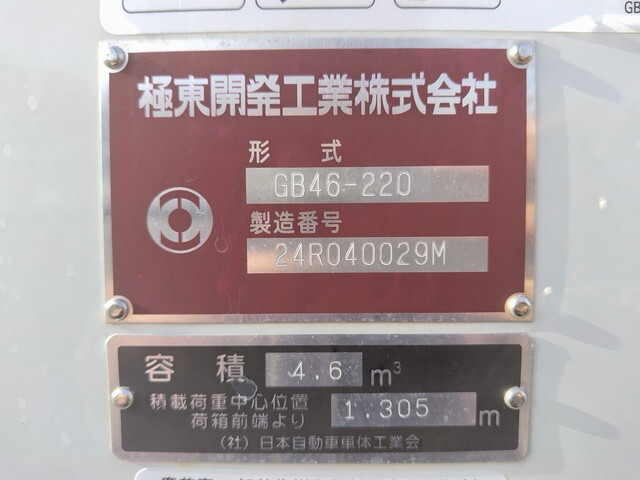 GB
極東開発工業株式会社
形 式
GB46-220
製造番号
24R040029M
容 積 4.6 m³
積載荷重中心位置
荷箱前端より 1.305 m
(社) 日本自動車車体工業会